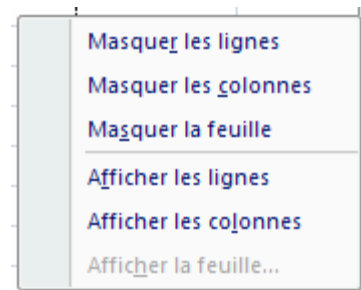 Masquer les lignes
Masquer les colonnes
Masquer la feuille
Afficher les lignes
Afficher les colonnes
Afficher la feuille...